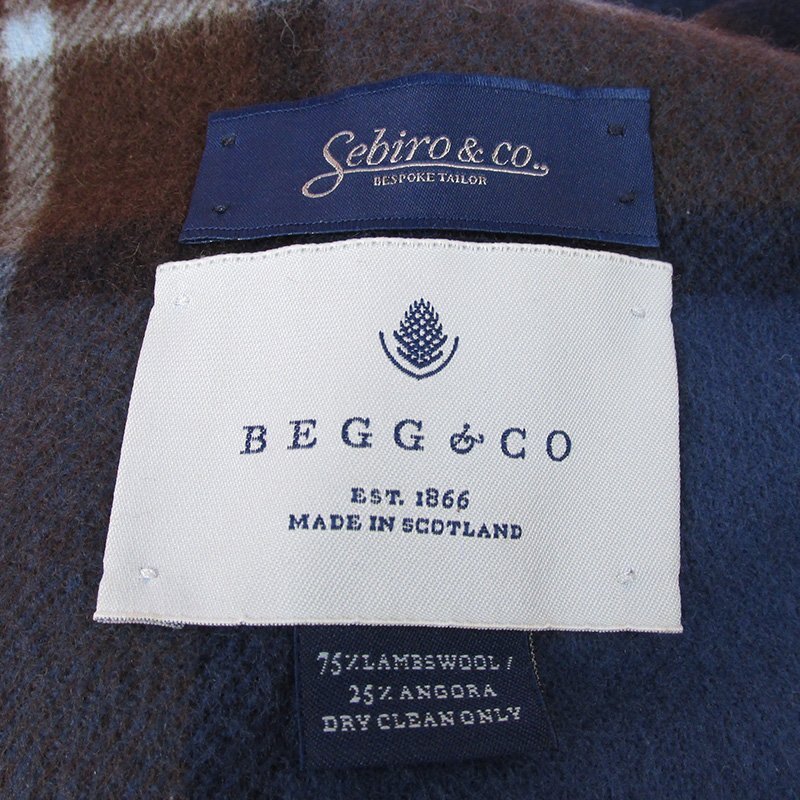 Sebiro & co..
BESPOKE TAILOR
BEGG & CO
EST. 1866
MADE IN SCOTLAND
75% LAMBSWOOL /
25% ANGORA
DRY CLEAN ONLY